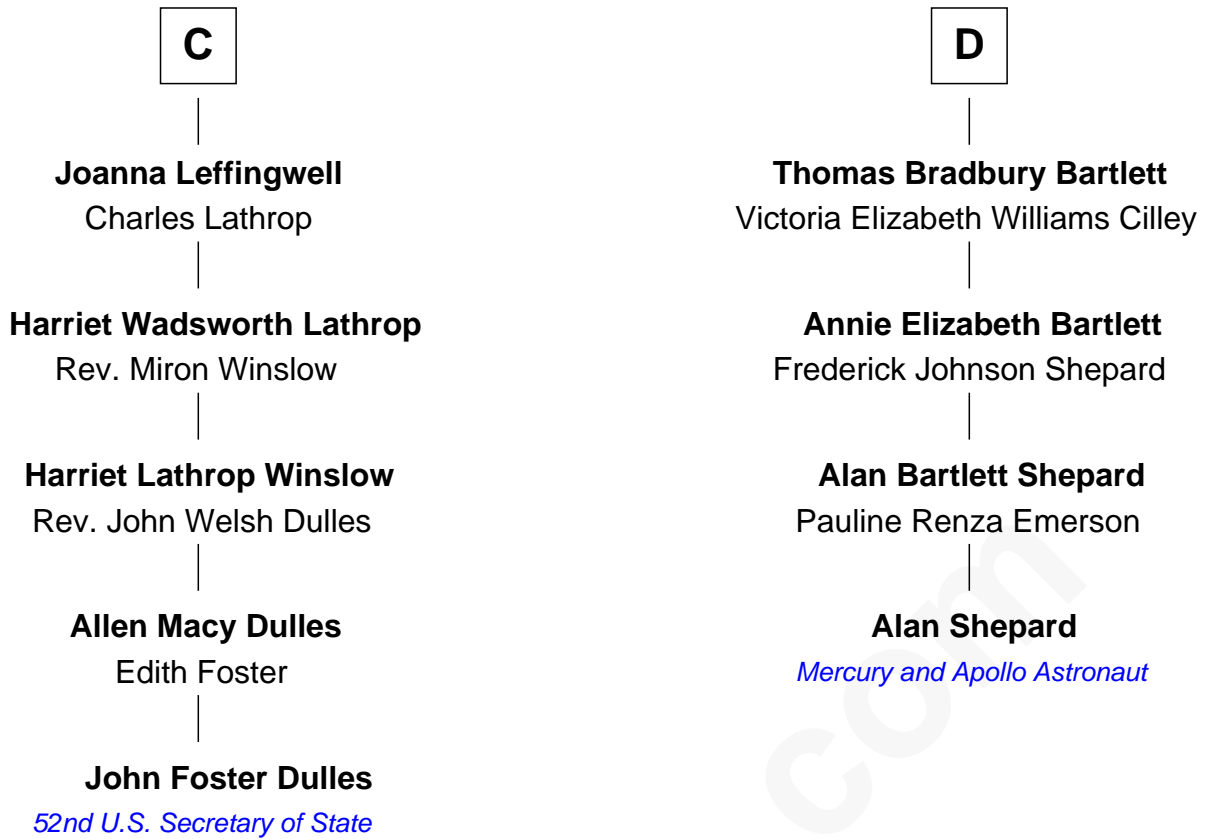 C
Joanna Leffingwell
Charles Lathrop
Harriet Wadsworth Lathrop
Rev. Miron Winslow
Harriet Lathrop Winslow
Rev. John Welsh Dulles
Allen Macy Dulles
Edith Foster
John Foster Dulles
52nd U.S. Secretary of State
D
Thomas Bradbury Bartlett
Victoria Elizabeth Williams Cilley
Annie Elizabeth Bartlett
Frederick Johnson Shepard
Alan Bartlett Shepard
Pauline Renza Emerson
Alan Shepard
Mercury and Apollo Astronaut
com